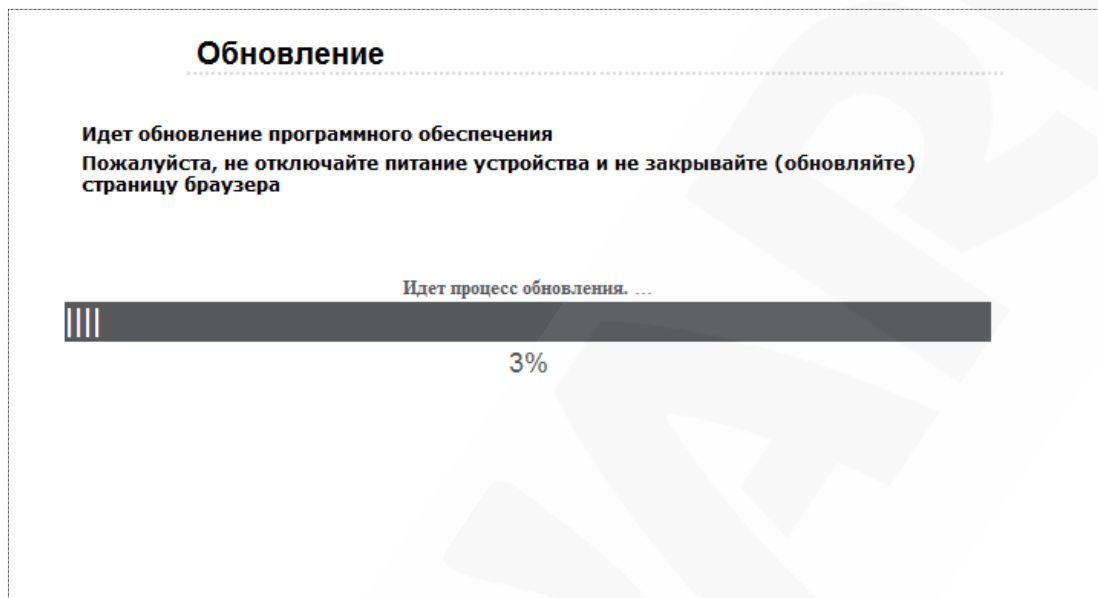 Обновление
Идет обновление программного обеспечения
Пожалуйста, не отключайте питание устройства и не закрывайте (обновляйте)
страницу браузера
Идет процесс обновления. ...
3%